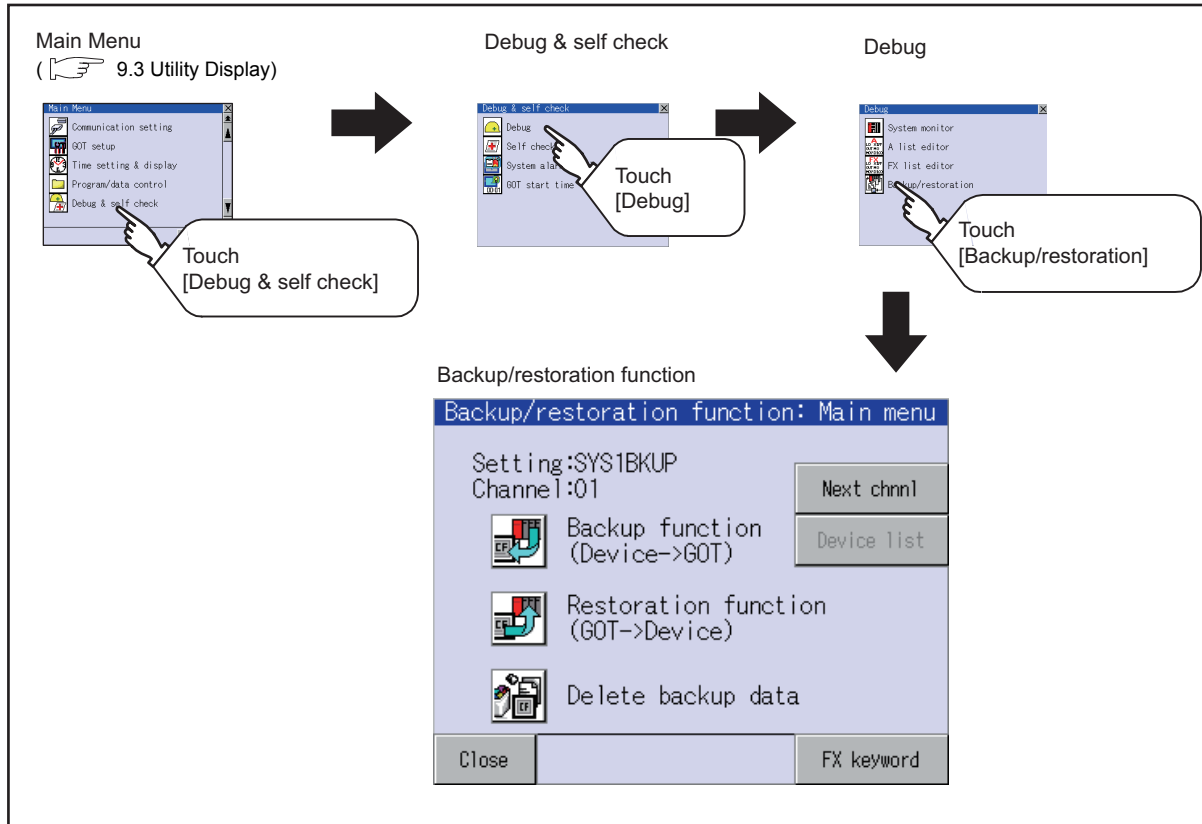 Main Menu
( 9.3 Utility Display)
Main Menu
Communication setting
GOT setup
Time setting & display
Program/data control
Debug & self check
Touch
[Debug & self check]
Debug & self check
Debug & self check
Debug
Self check
System alar
GOT start time
Touch
[Debug]
Debug
Debug
System monitor
A list editor
FX list editor
Backup/restoration
Touch
[Backup/restoration]
Backup/restoration function
Backup/restoration function: Main menu
Setting:SYS1BKUP
Channel:01
Next chnnl
Backup function
(Device->GOT)
Device list
Restoration function
(GOT->Device)
Delete backup data
Close
FX keyword